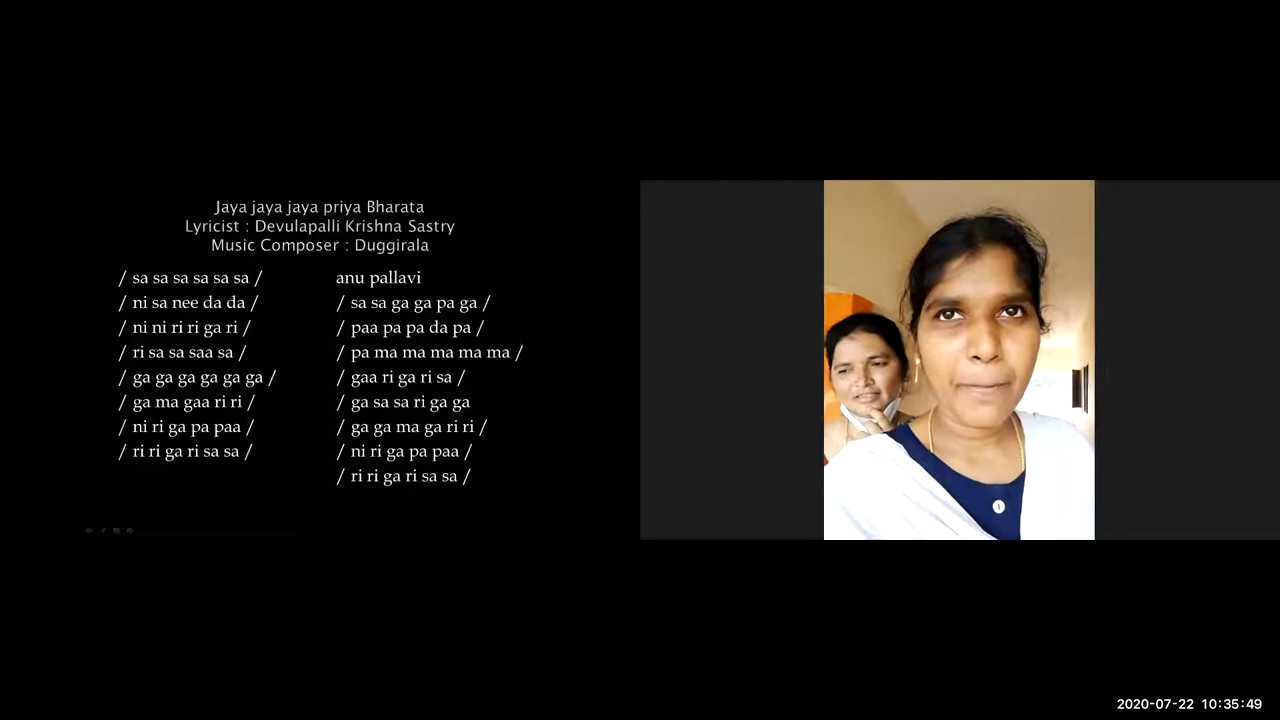 Jaya jaya jaya priya Bharata
Lyricist : Devulapalli Krishna Sastry
Music Composer : Duggirala
/ sa sa sa sa sa sa /
/ ni sa nee da da /
/ ni ni ri ri ga ri /
/ ri sa sa saa sa /
/ ga ga ga ga ga ga /
/ ga ma gaa ri ri /
/ ni ri ga pa paa /
/ ri ri ga ri sa sa /
anu pallavi
/ sa sa ga ga pa ga /
/ paa pa pa da pa /
/ pa ma ma ma ma ma /
/ gaa ri ga ri sa /
/ ga sa sa ri ga ga
/ ga ga ma ga ri ri /
/ ni ri ga pa paa /
/ ri ri ga ri sa sa /
2020-07-22 10:35:49